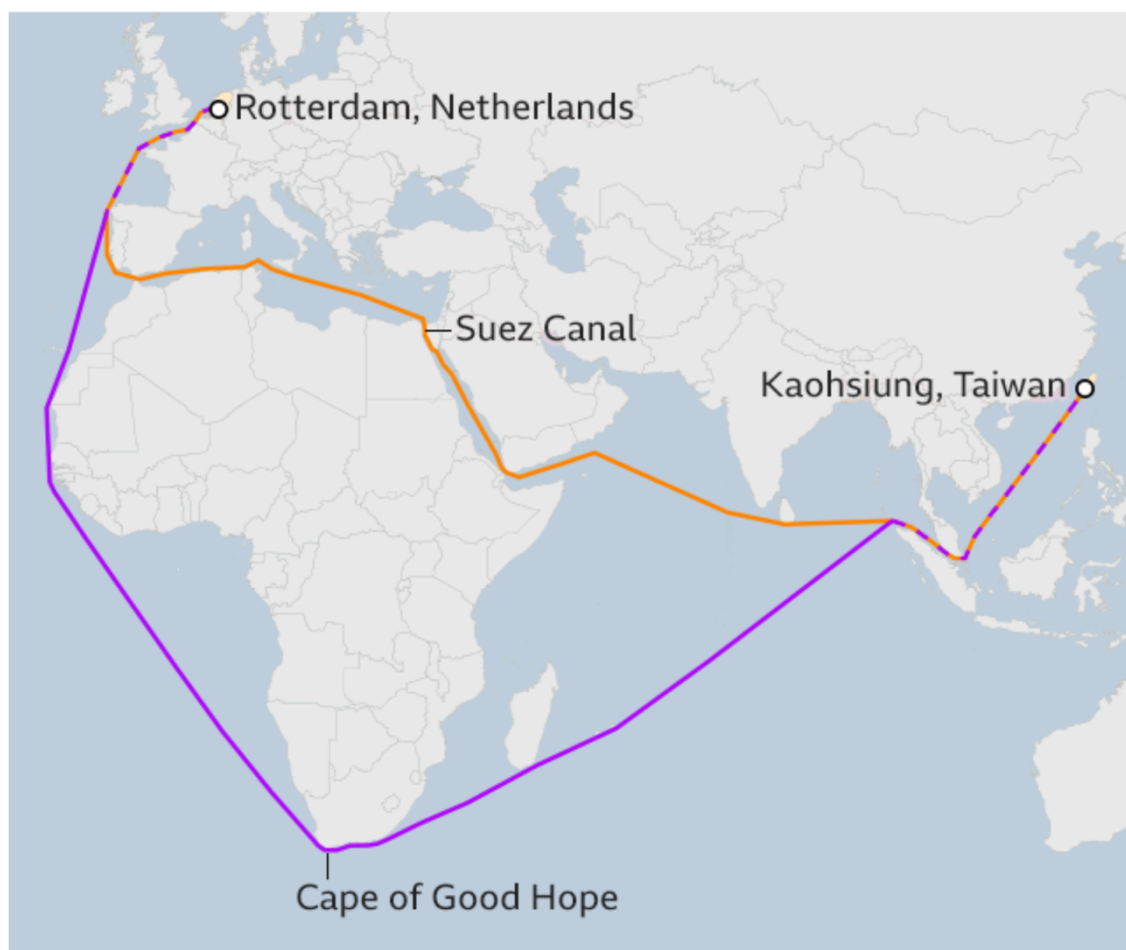 Rotterdam, Netherlands
Suez Canal
Kaohsiung, Taiwan
Cape of Good Hope